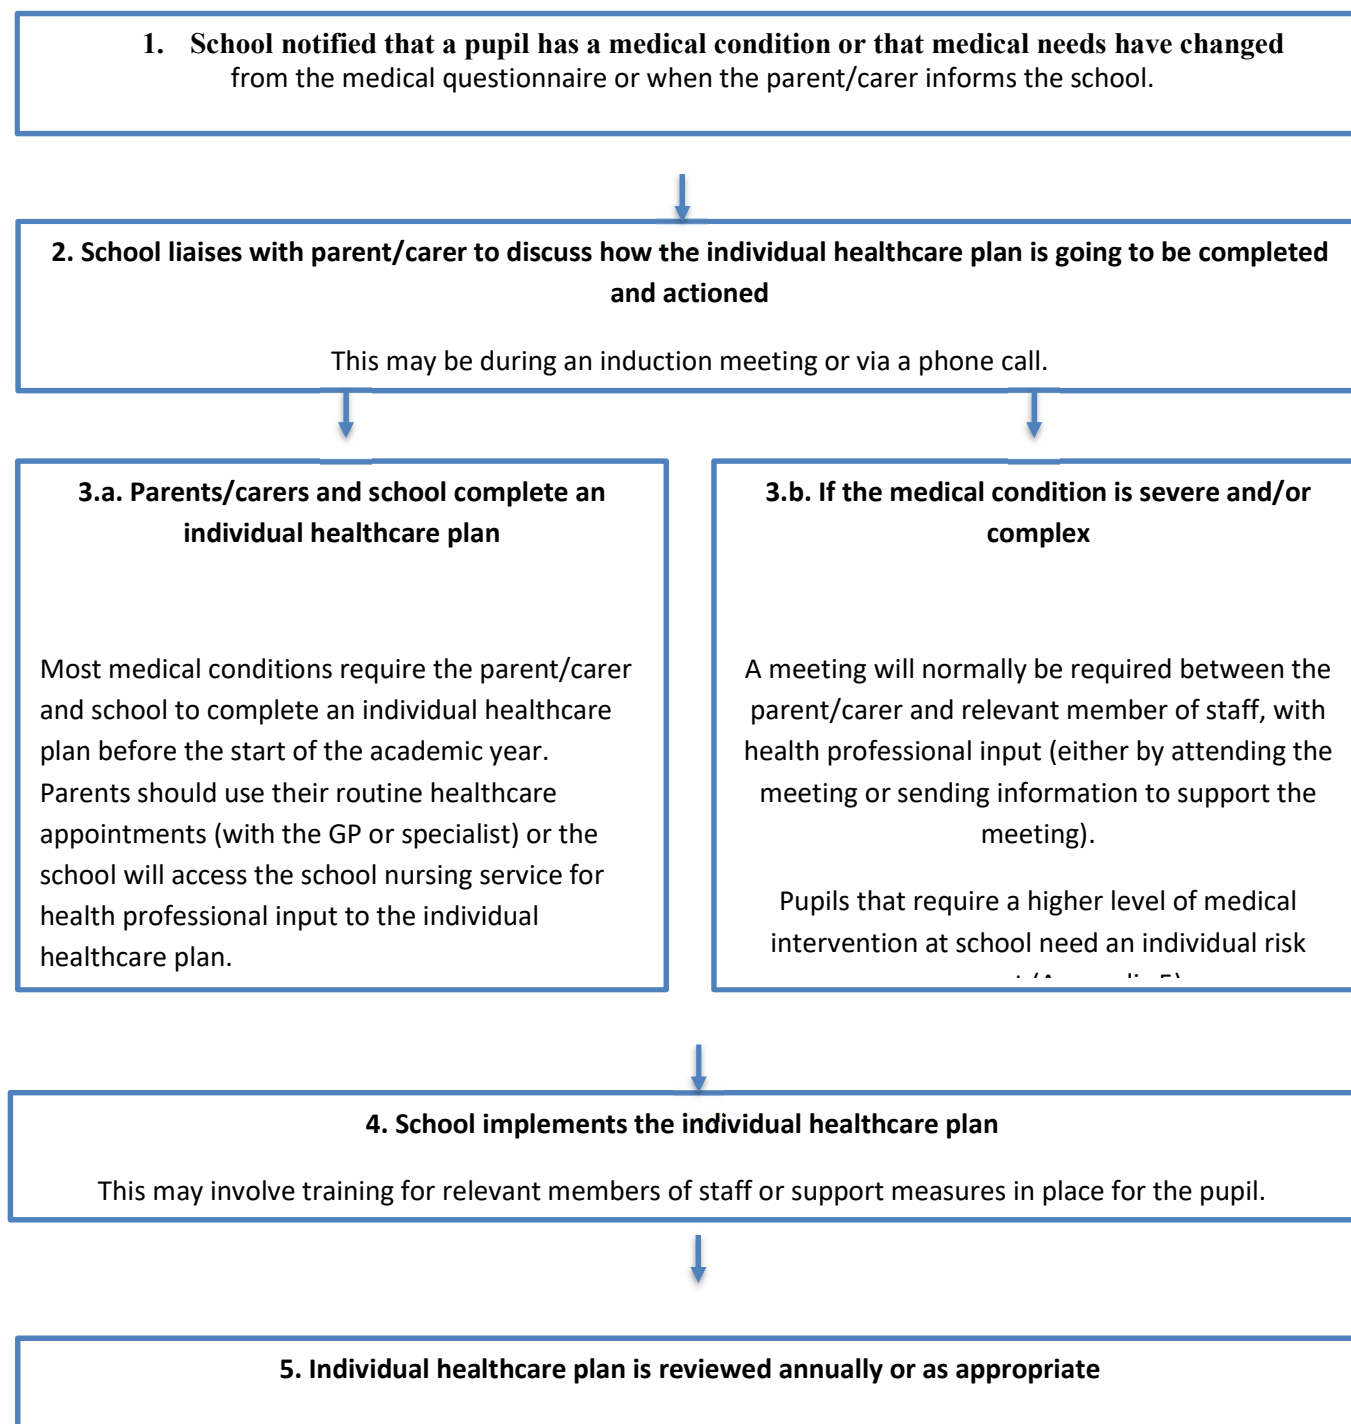 1. School notified that a pupil has a medical condition or that medical needs have changed
from the medical questionnaire or when the parent/carer informs the school.
2. School liaises with parent/carer to discuss how the individual healthcare plan is going to be completed
and actioned
This may be during an induction meeting or via a phone call.
3.a. Parents/carers and school complete an
individual healthcare plan
Most medical conditions require the parent/carer
and school to complete an individual healthcare
plan before the start of the academic year.
Parents should use their routine healthcare
appointments (with the GP or specialist) or the
school will access the school nursing service for
health professional input to the individual
healthcare plan.
3.b. If the medical condition is severe and/or
complex
A meeting will normally be required between the
parent/carer and relevant member of staff, with
health professional input (either by attending the
meeting or sending information to support the
meeting).
Pupils that require a higher level of medical
intervention at school need an individual risk
4. School implements the individual healthcare plan
This may involve training for relevant members of staff or support measures in place for the pupil.
5. Individual healthcare plan is reviewed annually or as appropriate